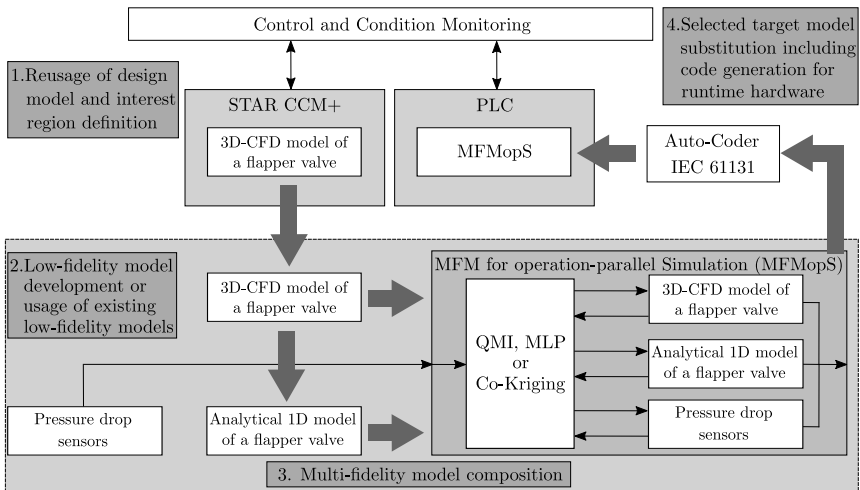 Control and Condition Monitoring
4.Selected target model
substitution including
code generation for
runtime hardware
1.Reusage of design
model and interest
region definition
STAR CCM+
3D-CFD model of
a flapper valve
PLC
MFMopS
Auto-Coder
IEC 61131
2.Low-fidelity model
development or
usage of existing
low-fidelity models
3D-CFD model of
a flapper valve
MFM for operation-parallel Simulation (MFMopS)
QMI, MLP
or
Co-Kriging
3D-CFD model of
a flapper valve
Analytical 1D model
of a flapper valve
Pressure drop
sensors
Pressure drop
sensors
Analytical 1D model
of a flapper valve
3. Multi-fidelity model composition